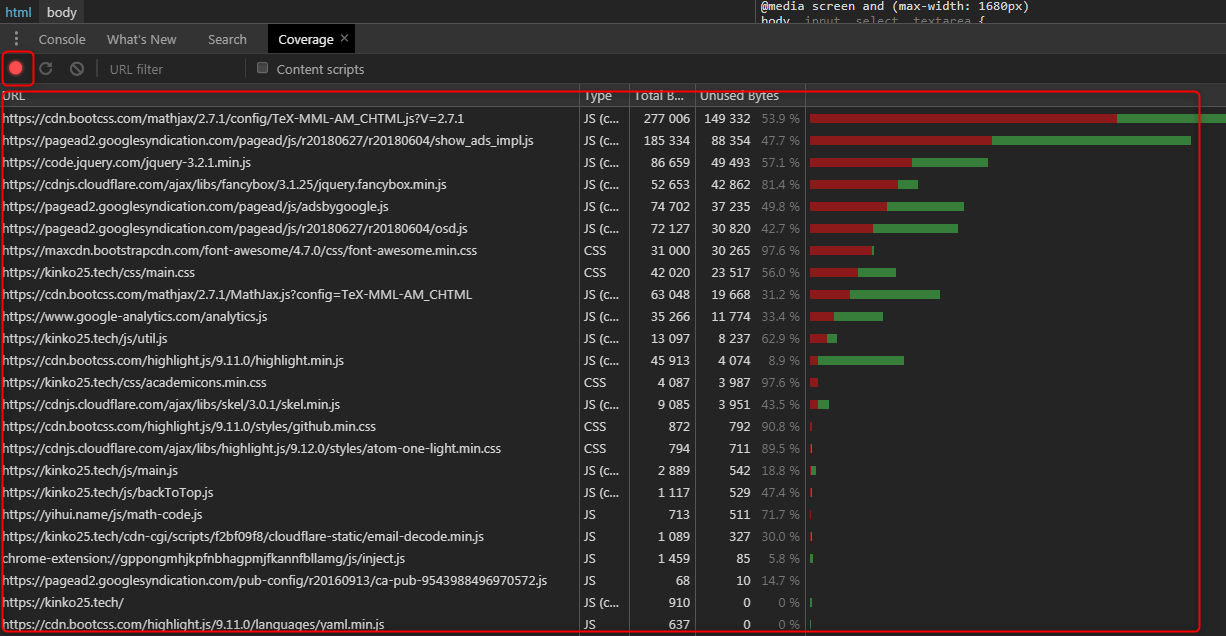 html body
@media screen and (max-width: 1680px)
body, input, select, textarea {
Console What's New Search Coverage ×
URL filter Content scripts
URL Type Total B... Unused Bytes
https://cdn.bootcss.com/mathjax/2.7.1/config/TeX-MML-AM_CHTML.js?V=2.7.1 JS (c... 277 006 149 332 53.9 %
https://pagead2.googlesyndication.com/pagead/js/r20180627/r20180604/show_ads_impl.js JS (c... 185 334 88 354 47.7 %
https://code.jquery.com/jquery-3.2.1.min.js JS (c... 86 659 49 493 57.1 %
https://cdnjs.cloudflare.com/ajax/libs/fancybox/3.1.25/jquery.fancybox.min.js JS (c... 52 653 42 862 81.4 %
https://pagead2.googlesyndication.com/pagead/js/adsbygoogle.js JS (c... 74 702 37 235 49.8 %
https://pagead2.googlesyndication.com/pagead/js/r20180627/r20180604/osd.js JS (c... 72 127 30 820 42.7 %
https://maxcdn.bootstrapcdn.com/font-awesome/4.7.0/css/font-awesome.min.css CSS 31 000 30 265 97.6 %
https://kinko25.tech/css/main.css CSS 42 020 23 517 56.0 %
https://cdn.bootcss.com/mathjax/2.7.1/MathJax.js?config=TeX-MML-AM_CHTML JS (c... 63 048 19 668 31.2 %
https://www.google-analytics.com/analytics.js JS (c... 35 266 11 774 33.4 %
https://kinko25.tech/js/util.js JS (c... 13 097 8 237 62.9 %
https://cdn.bootcss.com/highlight.js/9.11.0/highlight.min.js JS (c... 45 913 4 074 8.9 %
https://kinko25.tech/css/academicons.min.css CSS 4 087 3 987 97.6 %
https://cdnjs.cloudflare.com/ajax/libs/skel/3.0.1/skel.min.js JS (c... 9 085 3 951 43.5 %
https://cdn.bootcss.com/highlight.js/9.11.0/styles/github.min.css CSS 872 792 90.8 %
https://cdnjs.cloudflare.com/ajax/libs/highlight.js/9.12.0/styles/atom-one-light.min.css CSS 794 711 89.5 %
https://kinko25.tech/js/main.js JS (c... 2 889 542 18.8 %
https://kinko25.tech/js/backToTop.js JS (c... 1 117 529 47.4 %
https://yihui.name/js/math-code.js JS 713 511 71.7 %
https://kinko25.tech/cdn-cgi/scripts/f2bf09f8/cloudflare-static/email-decode.min.js JS 1 089 327 30.0 %
chrome-extension://gppongmhjkpfnbhagpmjfkannfbllamg/js/inject.js JS 1 459 85 5.8 %
https://pagead2.googlesyndication.com/pub-config/r20160913/ca-pub-9543988496970572.js JS 68 10 14.7 %
https://kinko25.tech/ JS (c... 910 0 0 %
https://cdn.bootcss.com/highlight.js/9.11.0/languages/yaml.min.js JS 637 0 0 %